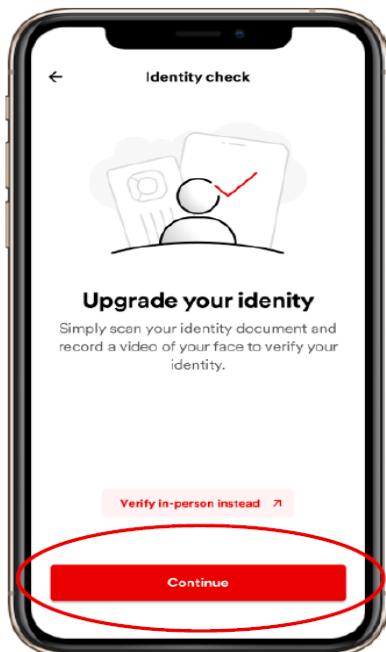 Identity check
Upgrade your idenity
Simply scan your identity document and
record a video of your face to verify your
identity.
Verify in-person instead
Continue